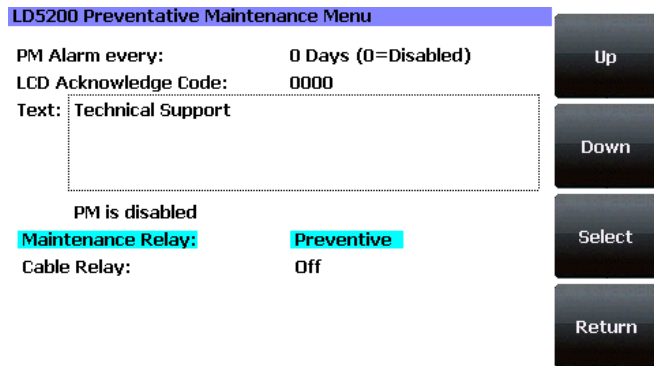 LD5200 Preventative Maintenance Menu
PM Alarm every: 0 Days (0=Disabled)
LCD Acknowledge Code: 0000
Text: Technical Support
PM is disabled
Maintenance Relay: Preventive
Cable Relay: Off
Up
Down
Select
Return